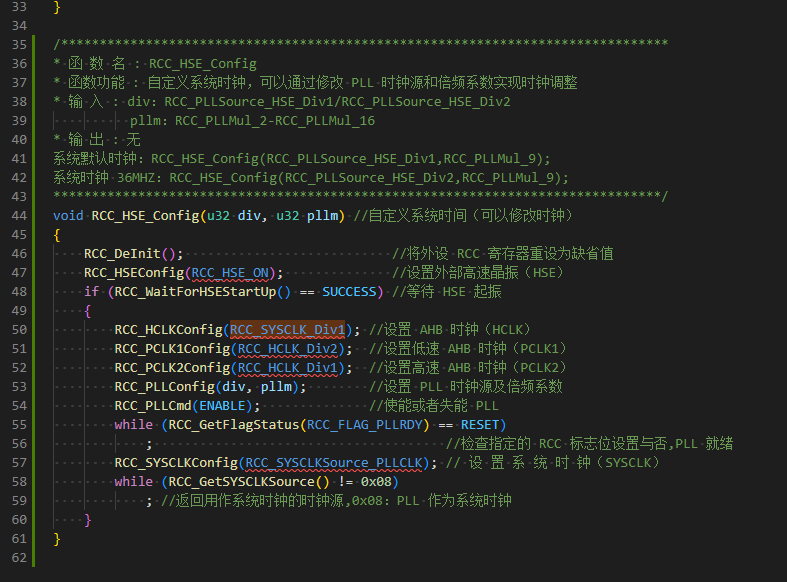 33 }
34
35 /*******************************************************************************
36 * 函 数 名 : RCC_HSE_Config
37 * 函数功能 : 自定义系统时钟，可以通过修改 PLL 时钟源和倍频系数实现时钟调整
38 * 输 入 : div：RCC_PLLSource_HSE_Div1/RCC_PLLSource_HSE_Div2
39 pllm：RCC_PLLMul_2-RCC_PLLMul_16
40 * 输 出 : 无
41 系统默认时钟：RCC_HSE_Config(RCC_PLLSource_HSE_Div1,RCC_PLLMul_9);
42 系统时钟 36MHZ：RCC_HSE_Config(RCC_PLLSource_HSE_Div2,RCC_PLLMul_9);
43 *******************************************************************************/
44 void RCC_HSE_Config(u32 div, u32 pllm) //自定义系统时间（可以修改时钟）
45 {
46 RCC_DeInit(); //将外设 RCC 寄存器重设为缺省值
47 RCC_HSEConfig(RCC_HSE_ON); //设置外部高速晶振（HSE）
48 if (RCC_WaitForHSEStartUp() == SUCCESS) //等待 HSE 起振
49 {
50 RCC_HCLKConfig(RCC_SYSCLK_Div1); //设置 AHB 时钟（HCLK）
51 RCC_PCLK1Config(RCC_HCLK_Div2); //设置低速 AHB 时钟（PCLK1）
52 RCC_PCLK2Config(RCC_HCLK_Div1); //设置高速 AHB 时钟（PCLK2）
53 RCC_PLLConfig(div, pllm); //设置 PLL 时钟源及倍频系数
54 RCC_PLLCmd(ENABLE); //使能或者失能 PLL
55 while (RCC_GetFlagStatus(RCC_FLAG_PLLRDY) == RESET)
56 ; //检查指定的 RCC 标志位设置与否,PLL 就绪
57 RCC_SYSCLKConfig(RCC_SYSCLKSource_PLLCLK); // 设 置 系 统 时 钟（SYSCLK）
58 while (RCC_GetSYSCLKSource() != 0x08)
59 ; //返回用作系统时钟的时钟源,0x08：PLL 作为系统时钟
60 }
61 }
62